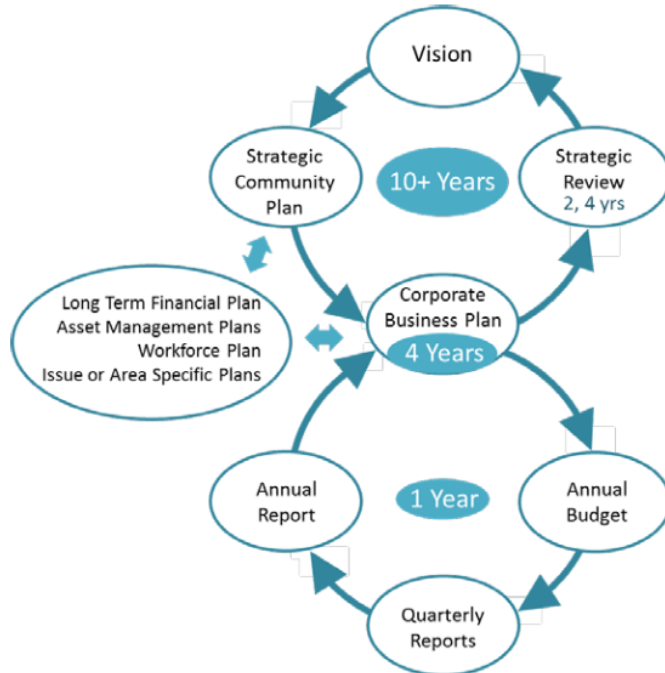 Vision
Strategic
Community
Plan
10+ Years
Strategic
Review
2, 4 yrs
Long Term Financial Plan
Asset Management Plans
Workforce Plan
Issue or Area Specific Plans
Corporate
Business Plan
4 Years
Annual
Report
1 Year
Annual
Budget
Quarterly
Reports